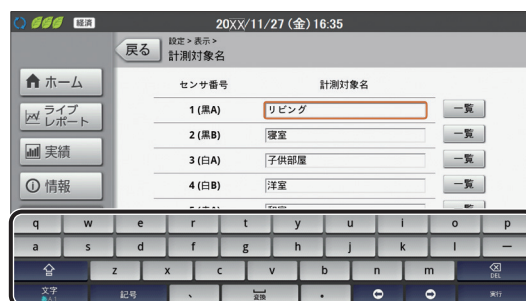 経済 20XX/11/27 (金) 16:35
戻る
設定 > 表示 >
計測対象名
ホーム
ライブ
レポート
実績
情報
センサ番号 計測対象名
1 (黒A) リビング 一覧
2 (黒B) 寝室 一覧
3 (白A) 子供部屋 一覧
4 (白B) 洋室 一覧
q w e r t y u i o p
a s d f g h j k l ー
z x c v b n m DEL
文字 記号 、 変換 . 実行